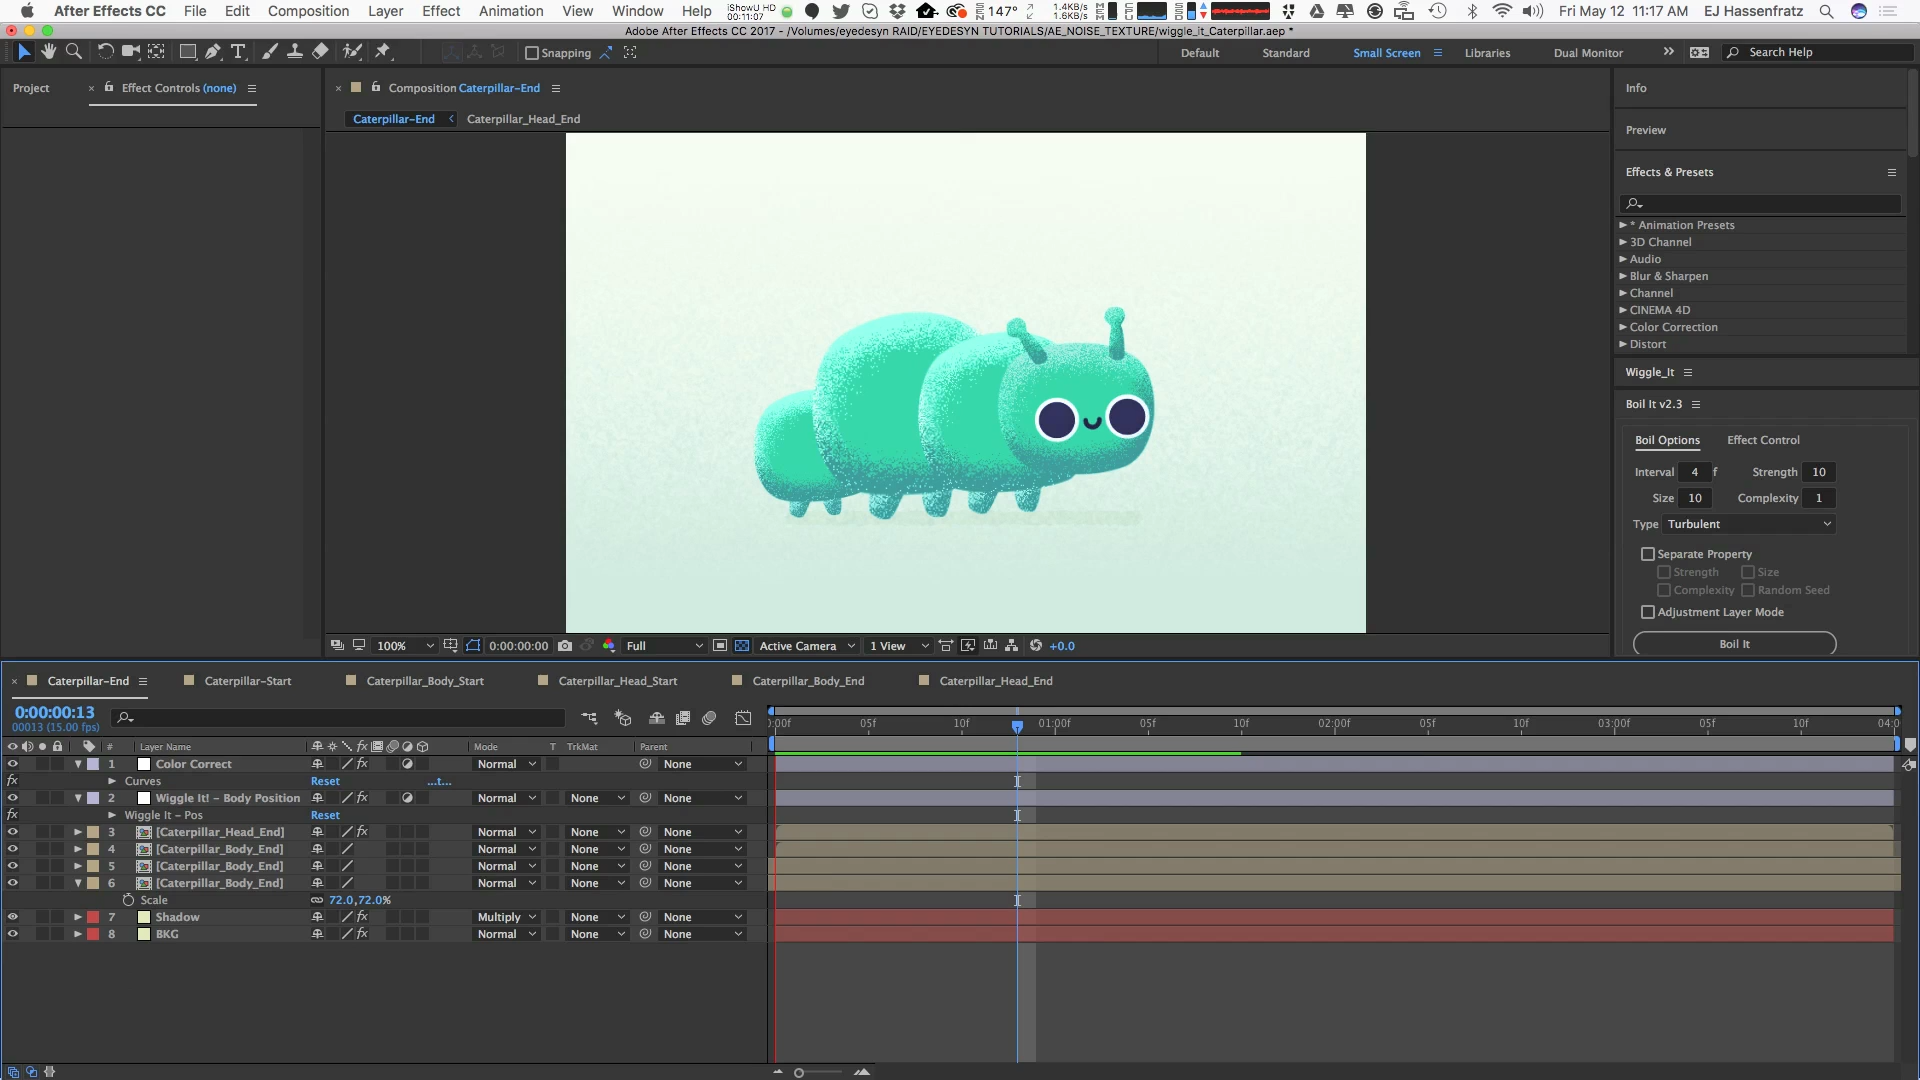 After Effects CC File Edit Composition Layer Effect Animation View Window Help iShowU HD 00:11:07 147° 1.4KB/s 1.6KB/s Fri May 12 11:17 AM EJ Hassenfratz
Adobe After Effects CC 2017 - /Volumes/eyedesyn RAID/EYEDESYN TUTORIALS/AE_NOISE_TEXTURE/wiggle_it_Caterpillar.aep *
Snapping Default Standard Small Screen Libraries Dual Monitor Search Help
Project Effect Controls (none) Composition Caterpillar-End Info
Caterpillar-End Caterpillar_Head_End
Preview
Effects & Presets
* Animation Presets
3D Channel
Audio
Blur & Sharpen
Channel
CINEMA 4D
Color Correction
Distort
Wiggle_It
Boil It v2.3
Boil Options Effect Control
Interval 4 f Strength 10
Size 10 Complexity 1
Type Turbulent
Separate Property
Strength Size
Complexity Random Seed
Adjustment Layer Mode
Boil It
100% 0:00:00:00 Full Active Camera 1 View +0.0
Caterpillar-End Caterpillar-Start Caterpillar_Body_Start Caterpillar_Head_Start Caterpillar_Body_End Caterpillar_Head_End
0:00:00:13
00013 (15.00 fps)
):00f 05f 10f 01:00f 05f 10f 02:00f 05f 10f 03:00f 05f 10f 04:0
# Layer Name Mode T TrkMat Parent
1 Color Correct Normal None
fx Curves Reset ...t...
2 Wiggle It! - Body Position Normal None None
fx Wiggle It - Pos Reset
3 [Caterpillar_Head_End] Normal None None
4 [Caterpillar_Body_End] Normal None None
5 [Caterpillar_Body_End] Normal None None
6 [Caterpillar_Body_End] Normal None None
Scale 72.0,72.0%
7 Shadow Multiply None None
8 BKG Normal None None